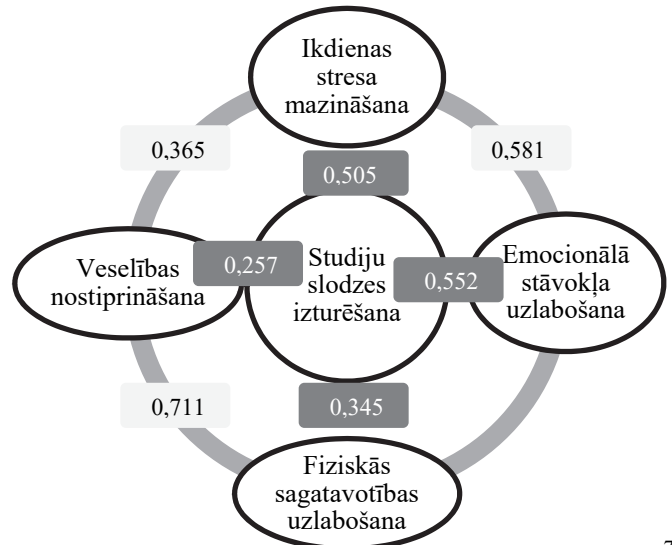 Ikdienas
stresa
mazināšana
0,365
0,581
0,505
Veselības
nostiprināšana
0,257
Studiju
slodzes
izturēšana
0,552
Emocionālā
stāvokļa
uzlabošana
0,711
0,345
Fiziskās
sagatavotības
uzlabošana